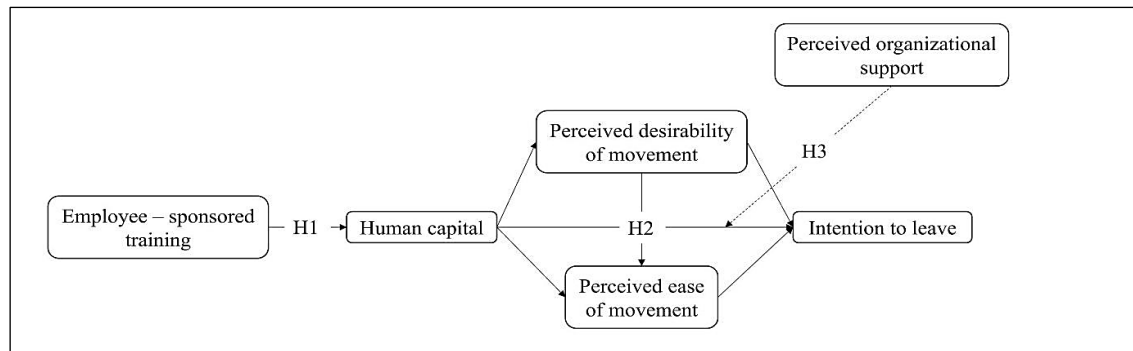 Perceived organizational
support
Perceived desirability
of movement
H3
Employee – sponsored
training
H1
Human capital
H2
Intention to leave
Perceived ease
of movement